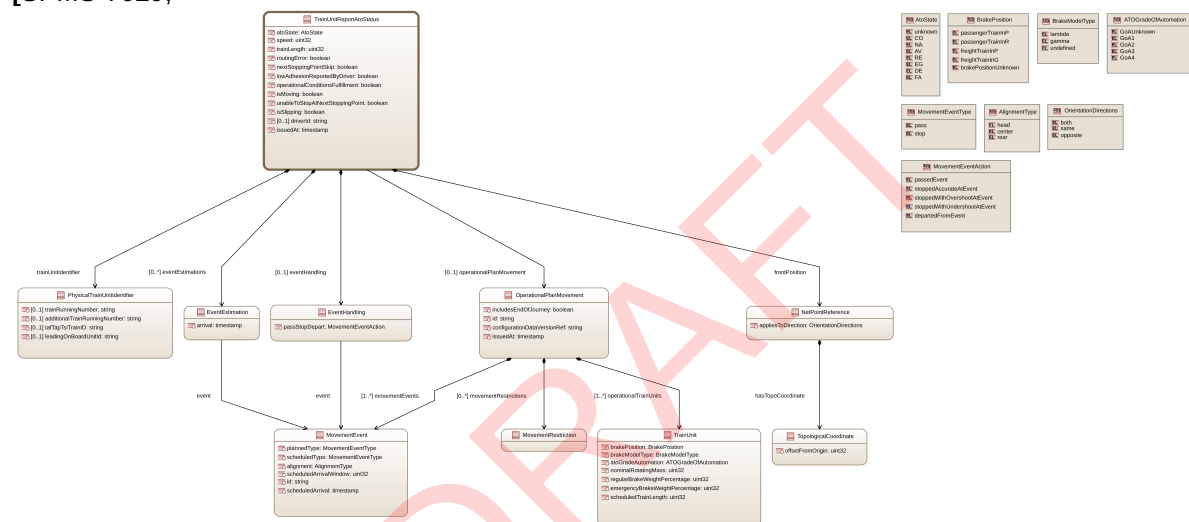 TrainUnitReportAtoStatus
atoState: AtoState
speed: uint32
trainLength: uint32
routingError: boolean
nextStoppingPointSkip: boolean
lowAdhesionReportedByDriver: boolean
operationalConditionsFulfillment: boolean
isMoving: boolean
unableToStopAtNextStoppingPoint: boolean
isSlipping: boolean
[0..1] driverId: string
issuedAt: timestamp
AtoState
unknown
CO
NA
AV
RE
EG
DE
FA
BrakePosition
passengerTrainInP
passengerTrainInR
freightTrainInP
freightTrainInG
brakePositionUnknown
BrakeModelType
lambda
gamma
undefined
ATOGradeOfAutomation
GoAUnknown
GoA1
GoA2
GoA3
GoA4
MovementEventType
pass
stop
AlignmentType
head
center
rear
OrientationDirections
both
same
opposite
MovementEventAction
passedEvent
stoppedAccurateAtEvent
stoppedWithOvershootAtEvent
stoppedWithUndershootAtEvent
departedFromEvent
trainUnitIdentifier
[0..*] eventEstimations
[0..1] eventHandling
[0..1] operationalPlanMovement
frontPosition
PhysicalTrainUnitIdentifier
[0..1] trainRunningNumber: string
[0..1] additionalTrainRunningNumber: string
[0..1] tafTapTsiTrainID: string
[0..1] leadingOnBoardUnitId: string
EventEstimation
arrival: timestamp
EventHandling
passStopDepart: MovementEventAction
OperationalPlanMovement
includesEndOfJourney: boolean
id: string
configurationDataVersionRef: string
issuedAt: timestamp
NetPointReference
appliesToDirection: OrientationDirections
event
event
[1..*] movementEvents
[0..*] movementRestrictions
[1..*] operationalTrainUnits
hasTopoCoordinate
MovementEvent
plannedType: MovementEventType
scheduledType: MovementEventType
alignment: AlignmentType
scheduledArrivalWindow: uint32
id: string
scheduledArrival: timestamp
MovementRestriction
TrainUnit
brakePosition: BrakePosition
brakeModelType: BrakeModelType
atoGradeAutomation: ATOGradeOfAutomation
nominalRotatingMass: uint32
regularBrakeWeightPercentage: uint32
emergencyBrakeWeightPercentage: uint32
scheduledTrainLength: uint32
TopologicalCoordinate
offsetFromOrigin: uint32
DRAFT